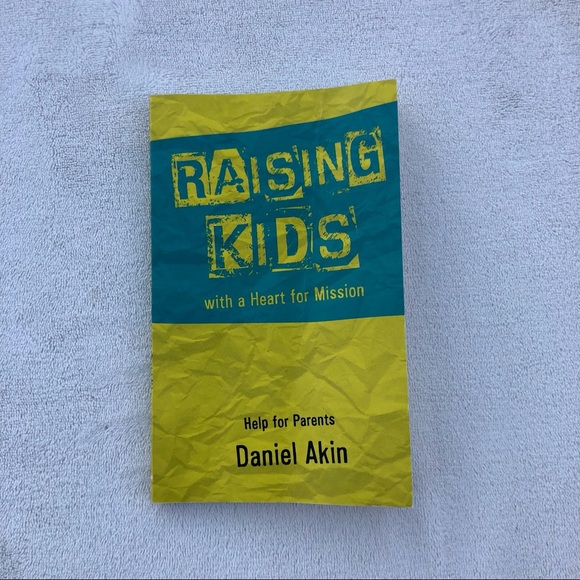 RAISING
KIDS
with a Heart for Mission
Help for Parents
Daniel Akin